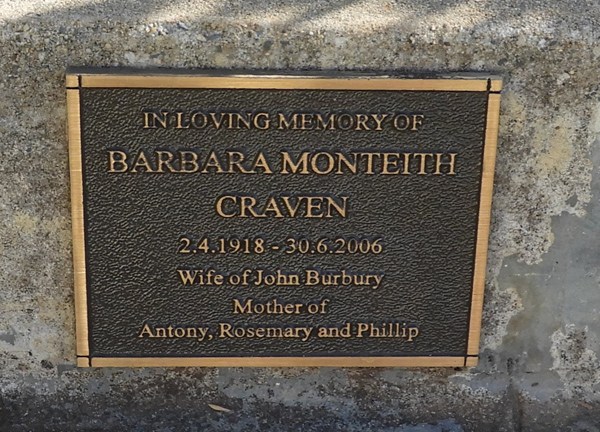 IN LOVING MEMORY OF
BARBARA MONTEITH
CRAVEN
2.4.1918 - 30.6.2006
Wife of John Burbury
Mother of
Antony, Rosemary and Phillip